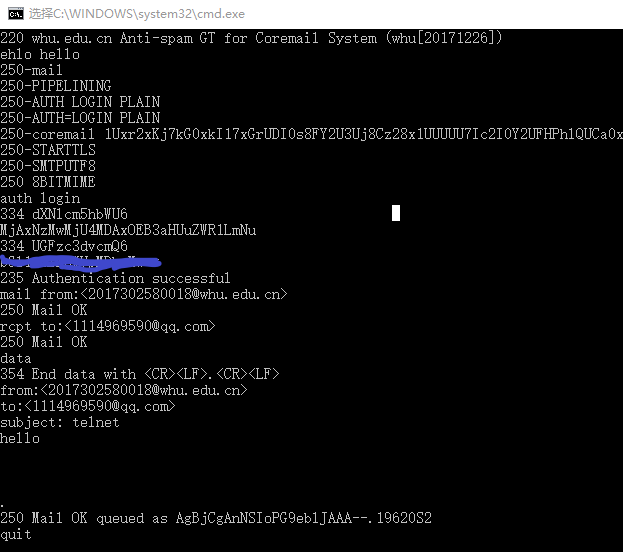 选择C:\WINDOWS\system32\cmd.exe
220 whu.edu.cn Anti-spam GT for Coremail System (whu[20171226])
ehlo hello
250-mail
250-PIPELINING
250-AUTH LOGIN PLAIN
250-AUTH=LOGIN PLAIN
250-coremail 1Uxr2xKj7kG0xkI17xGrUDI0s8FY2U3Uj8Cz28x1UUUUU7Ic2I0Y2UFHPh1QUCa0x
250-STARTTLS
250-SMTPUTF8
250 8BITMIME
auth login
334 dXNlcm5hbWU6
MjAxNzMwMjU4MDAxOEB3aHUuZWR1LmNu
334 UGFzc3dvcmQ6
235 Authentication successful
mail from:<2017302580018@whu.edu.cn>
250 Mail OK
rcpt to:<1114969590@qq.com>
250 Mail OK
data
354 End data with <CR><LF>.<CR><LF>
from:<2017302580018@whu.edu.cn>
to:<1114969590@qq.com>
subject: telnet
hello
.
250 Mail OK queued as AgBjCgAnNSIoPG9eb1JAAA--.19620S2
quit